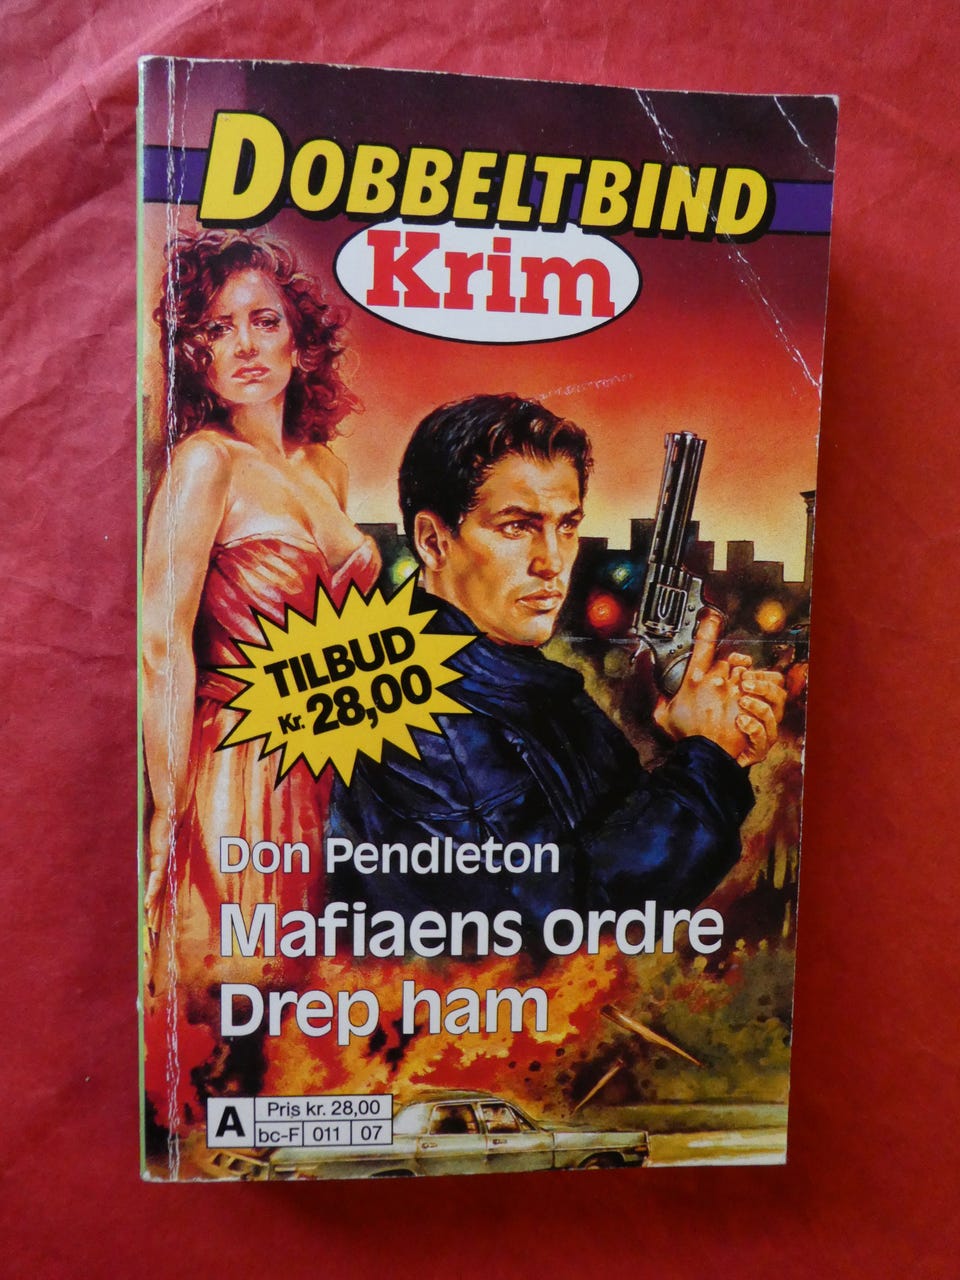 DOBBELTBIND
Krim
TILBUD
Kr. 28,00
Don Pendleton
Mafiaens ordre
Drep ham
A
Pris kr. 28,00
bc-F 011 07